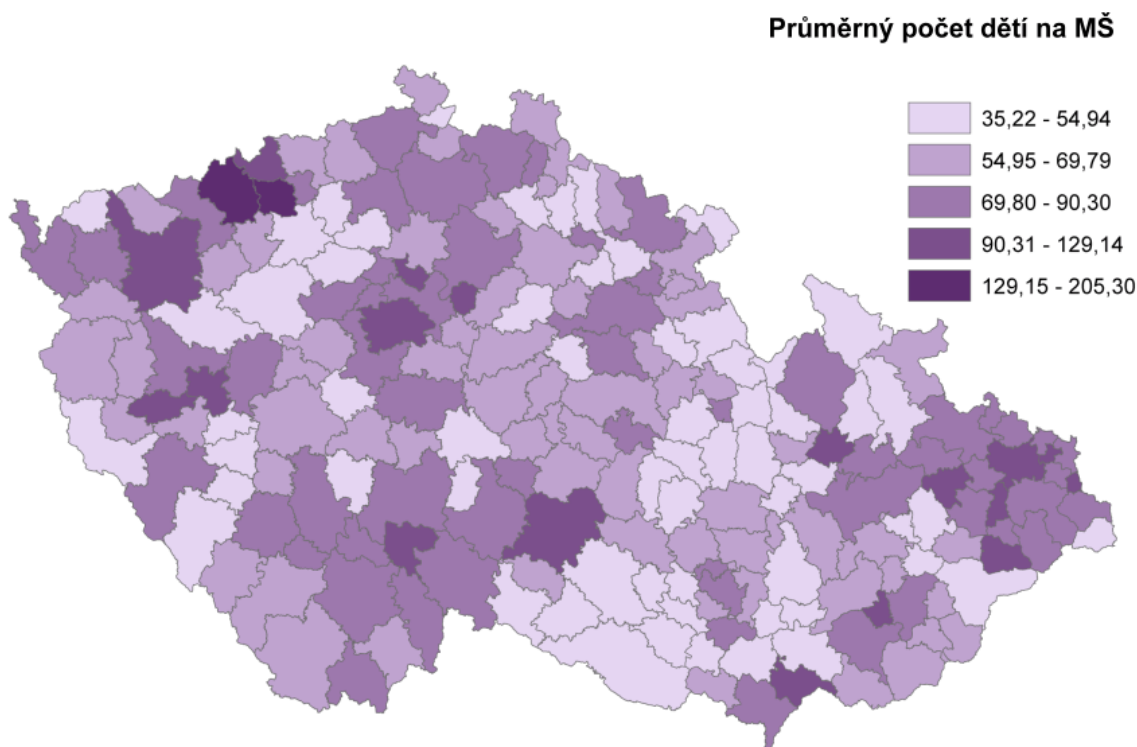 Průměrný počet dětí na MŠ
35,22 - 54,94
54,95 - 69,79
69,80 - 90,30
90,31 - 129,14
129,15 - 205,30